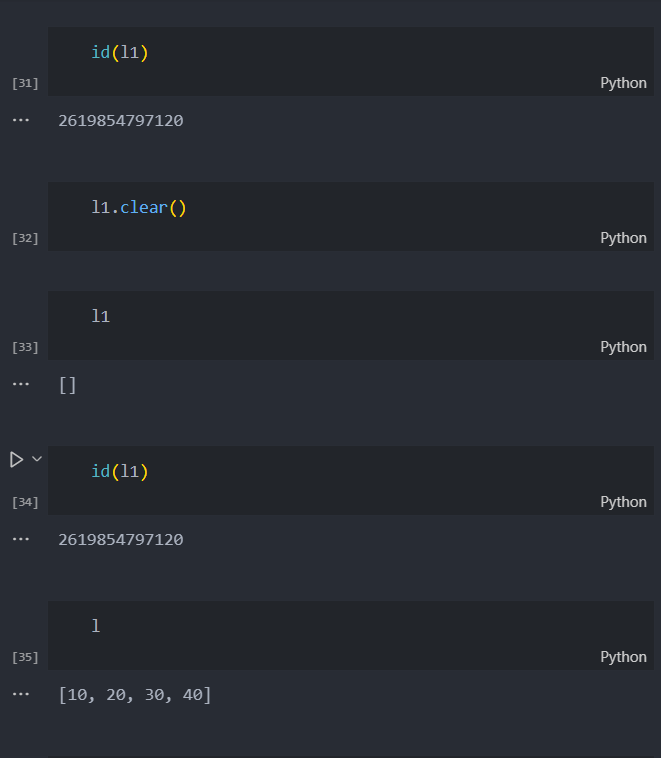 id(l1)
[31]
Python
... 2619854797120
l1.clear()
[32]
Python
l1
[33]
Python
... []
id(l1)
[34]
Python
... 2619854797120
l
[35]
Python
... [10, 20, 30, 40]